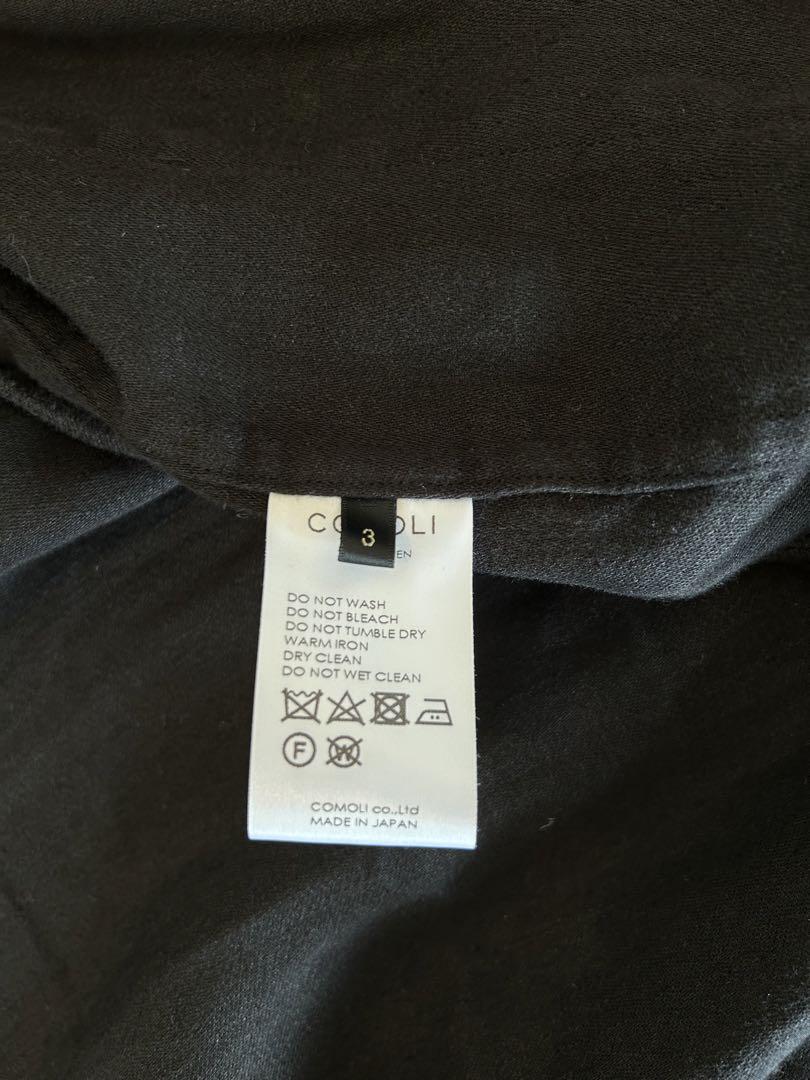 3
DO NOT WASH
DO NOT BLEACH
DO NOT TUMBLE DRY
WARM IRON
DRY CLEAN
DO NOT WET CLEAN
F W
COMOLI co.,Ltd
MADE IN JAPAN